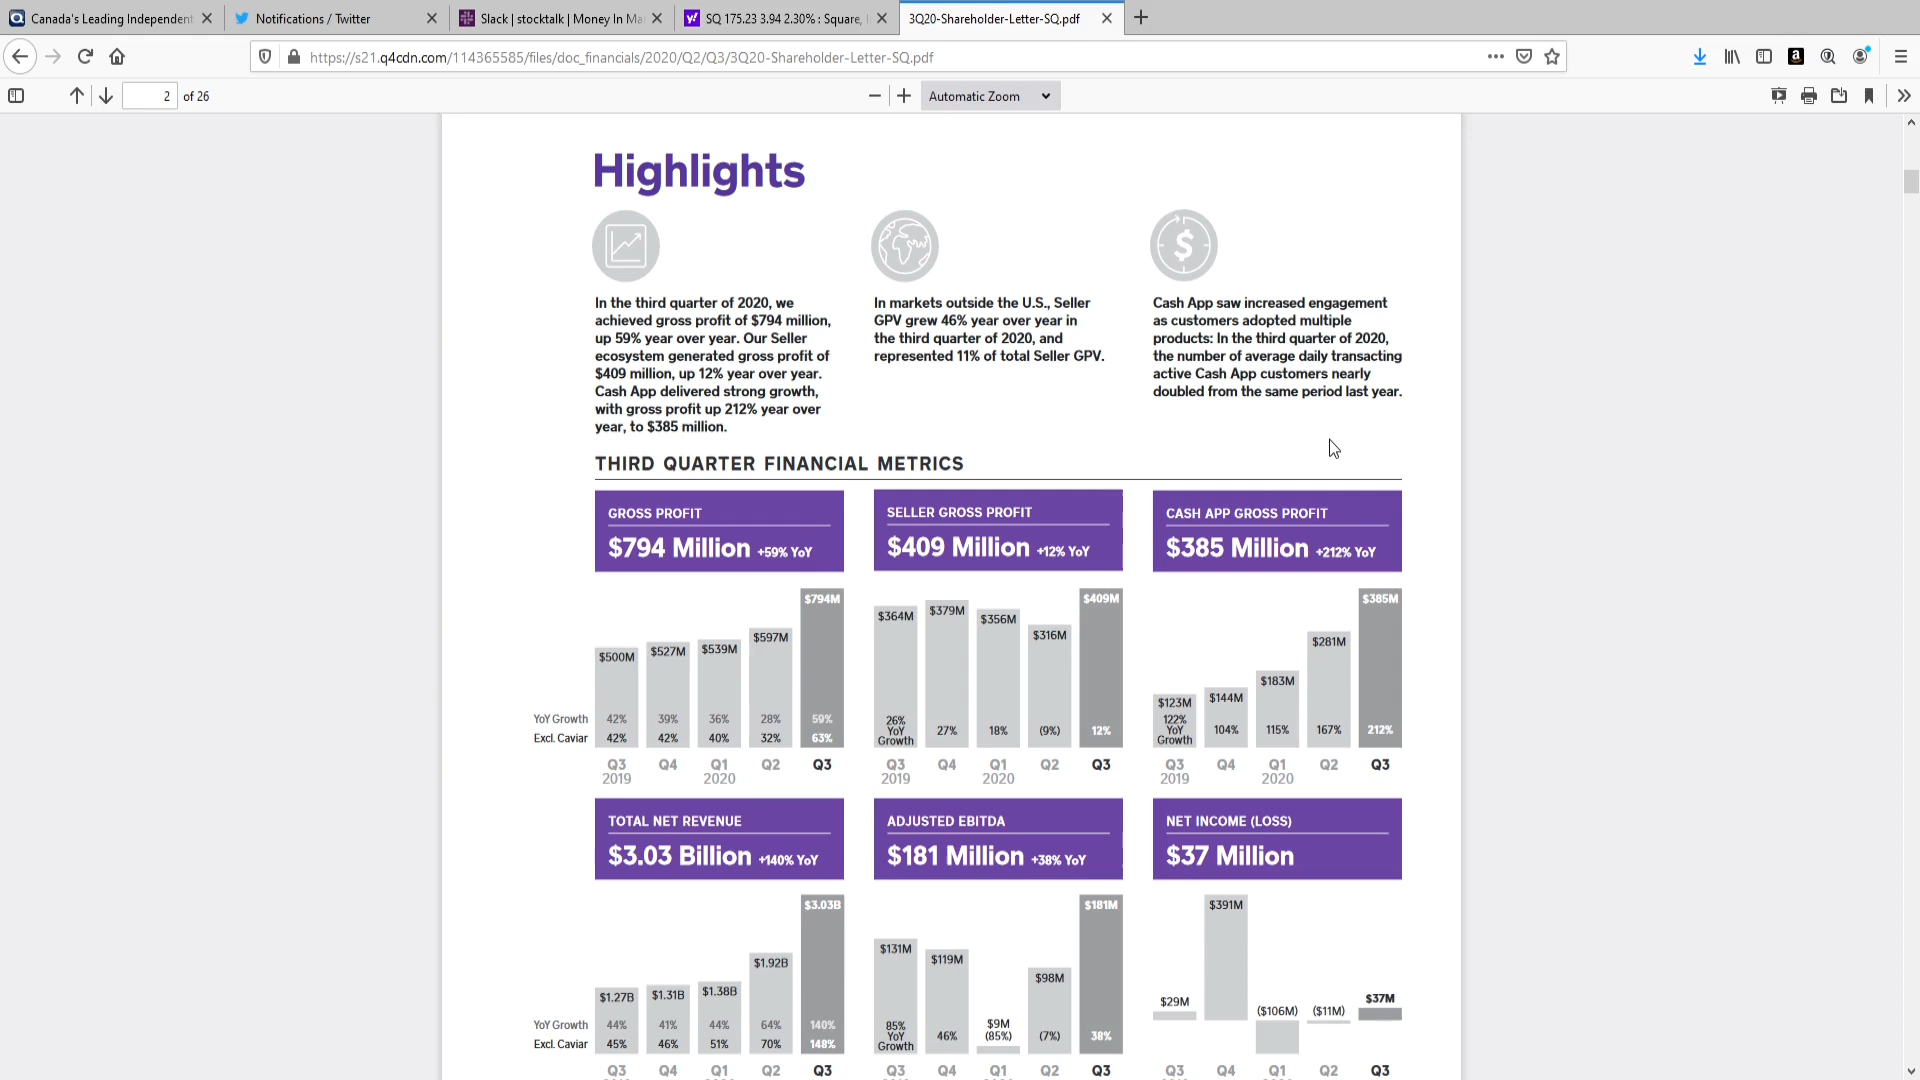 Canada's Leading Independent
Notifications / Twitter
Slack | stocktalk | Money In Ma
SQ 175.23 3.94 2.30% : Square,
3Q20-Shareholder-Letter-SQ.pdf
https://s21.q4cdn.com/114365585/files/doc_financials/2020/Q2/Q3/3Q20-Shareholder-Letter-SQ.pdf
2 of 26
Automatic Zoom
Highlights
In the third quarter of 2020, we
achieved gross profit of $794 million,
up 59% year over year. Our Seller
ecosystem generated gross profit of
$409 million, up 12% year over year.
Cash App delivered strong growth,
with gross profit up 212% year over
year, to $385 million.
In markets outside the U.S., Seller
GPV grew 46% year over year in
the third quarter of 2020, and
represented 11% of total Seller GPV.
Cash App saw increased engagement
as customers adopted multiple
products: In the third quarter of 2020,
the number of average daily transacting
active Cash App customers nearly
doubled from the same period last year.
THIRD QUARTER FINANCIAL METRICS
GROSS PROFIT
$794 Million +59% YoY
$500M $527M $539M $597M $794M
YoY Growth 42% 39% 36% 28% 59%
Excl. Caviar 42% 42% 40% 32% 63%
Q3 Q4 Q1 Q2 Q3
2019 2020
SELLER GROSS PROFIT
$409 Million +12% YoY
$364M $379M $356M $316M $409M
26% YoY Growth 27% 18% (9%) 12%
Q3 Q4 Q1 Q2 Q3
2019 2020
CASH APP GROSS PROFIT
$385 Million +212% YoY
$123M $144M $183M $281M $385M
122% YoY Growth 104% 115% 167% 212%
Q3 Q4 Q1 Q2 Q3
2019 2020
TOTAL NET REVENUE
$3.03 Billion +140% YoY
$1.27B $1.31B $1.38B $1.92B $3.03B
YoY Growth 44% 41% 44% 64% 140%
Excl. Caviar 45% 46% 51% 70% 148%
Q3 Q4 Q1 Q2 Q3
ADJUSTED EBITDA
$181 Million +38% YoY
$131M $119M $9M $98M $181M
85% YoY Growth 46% (85%) (7%) 38%
Q3 Q4 Q1 Q2 Q3
NET INCOME (LOSS)
$37 Million
$29M $391M ($106M) ($11M) $37M
Q3 Q4 Q1 Q2 Q3